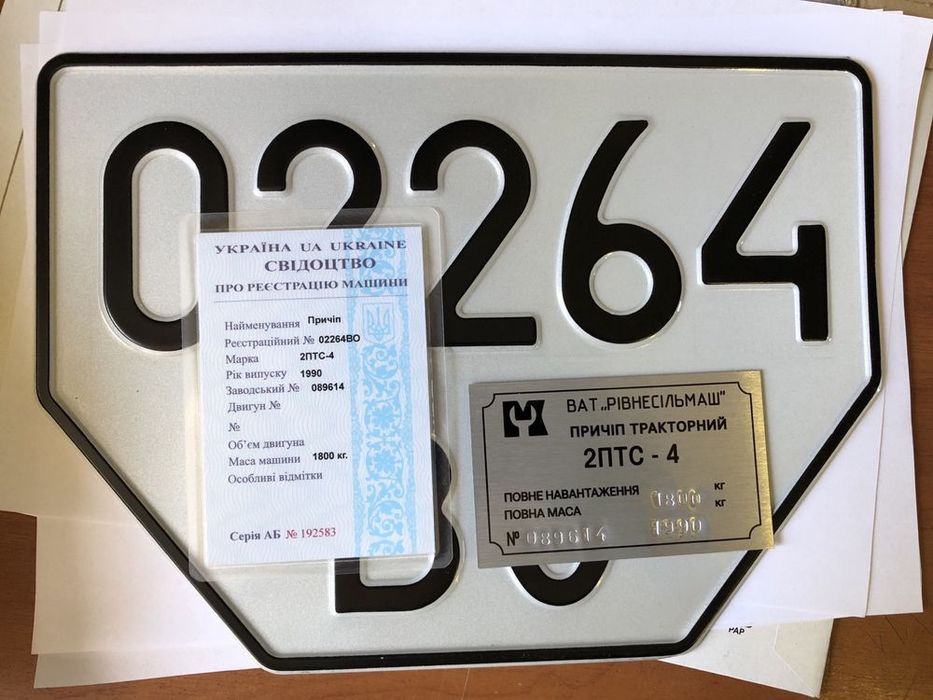 02264
ВО
УКРАЇНА UA UKRAINE
СВІДОЦТВО
ПРО РЕЄСТРАЦІЮ МАШИНИ
Найменування Причіп
Реєстраційний № 02264ВО
Марка 2ПТС-4
Рік випуску 1990
Заводський № 089614
Двигун №
№
Об'єм двигуна
Маса машини 1800 кг.
Особливі відмітки
Серія АБ № 192583
ВАТ „РІВНЕСІЛЬМАШ"
ПРИЧІП ТРАКТОРНИЙ
2ПТС - 4
ПОВНЕ НАВАНТАЖЕННЯ 1800 кг
ПОВНА МАСА кг
№ 089614 1990
РАР